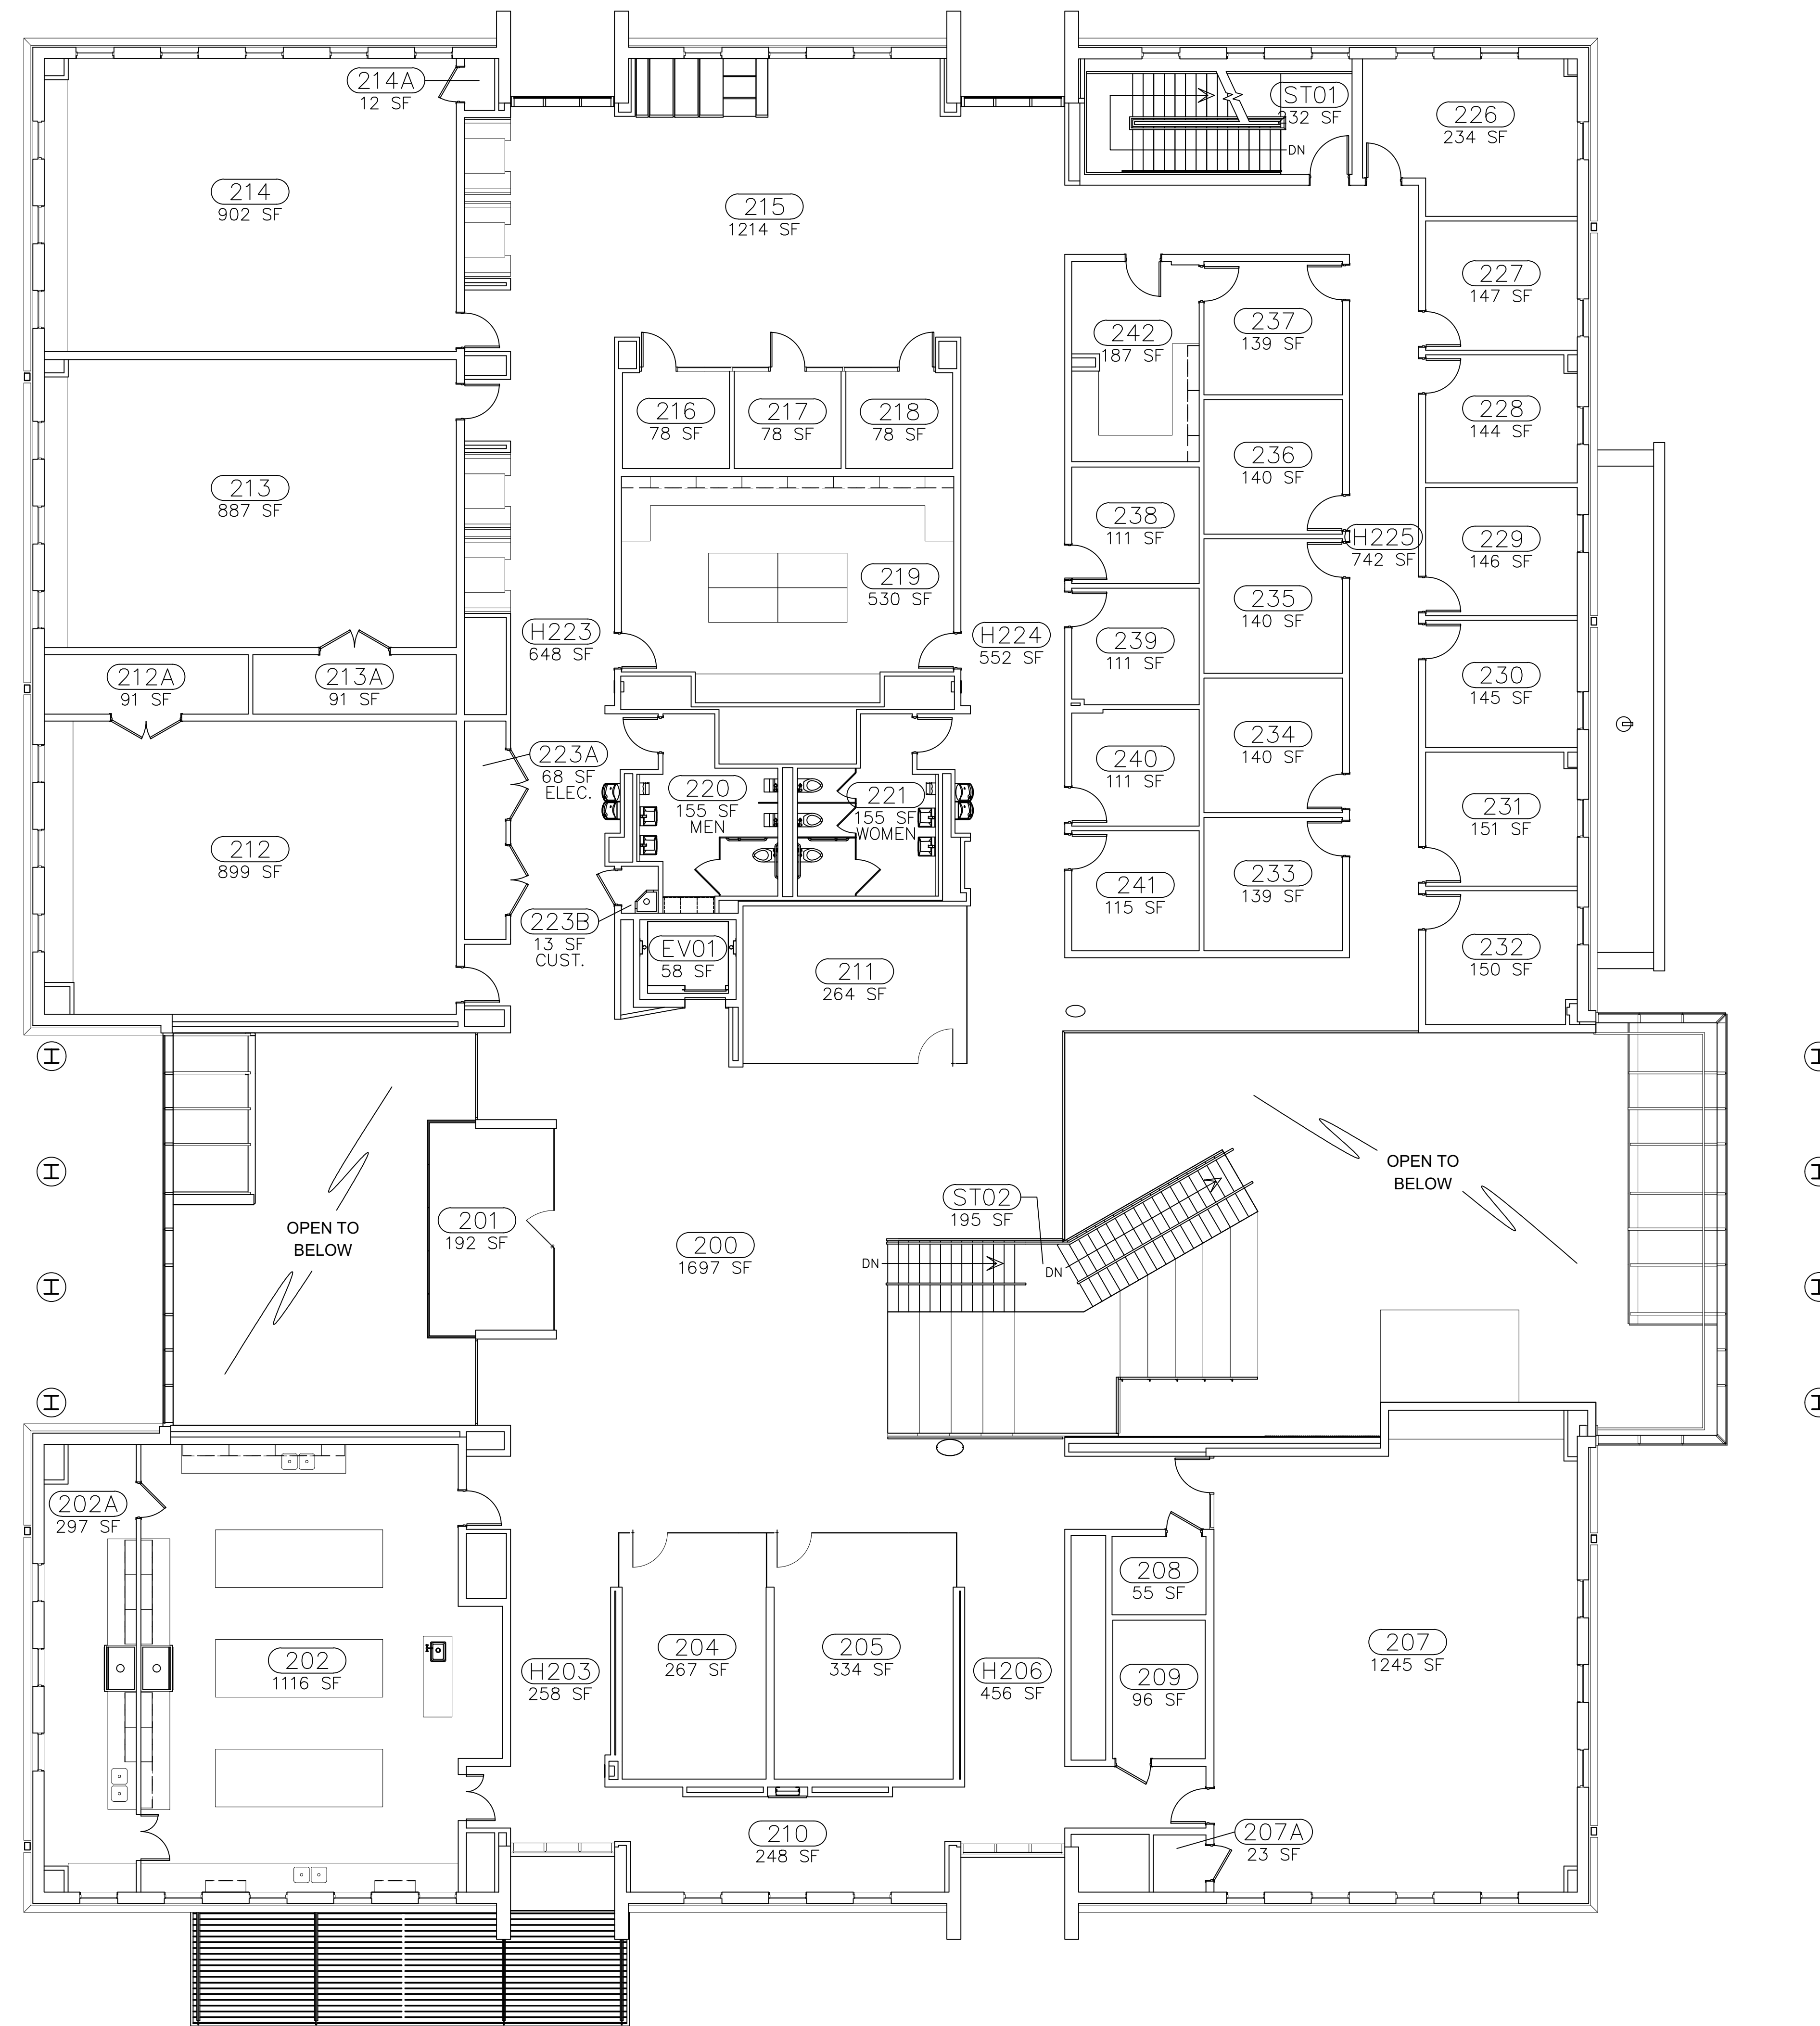 214A
12 SF
ST01
232 SF
DN
226
234 SF
214
902 SF
215
1214 SF
227
147 SF
242
187 SF
237
139 SF
216
78 SF
217
78 SF
218
78 SF
228
144 SF
236
140 SF
213
887 SF
238
111 SF
H225
742 SF
229
146 SF
219
530 SF
235
140 SF
H223
648 SF
H224
552 SF
239
111 SF
212A
91 SF
213A
91 SF
230
145 SF
234
140 SF
223A
68 SF
ELEC.
240
111 SF
220
155 SF
MEN
221
155 SF
WOMEN
231
151 SF
212
899 SF
233
139 SF
241
115 SF
223B
13 SF
CUST.
EV01
58 SF
232
150 SF
211
264 SF
OPEN TO
BELOW
ST02
195 SF
OPEN TO
BELOW
201
192 SF
200
1697 SF
DN
DN
202A
297 SF
208
55 SF
202
1116 SF
204
267 SF
205
334 SF
207
1245 SF
H203
258 SF
H206
456 SF
209
96 SF
210
248 SF
207A
23 SF